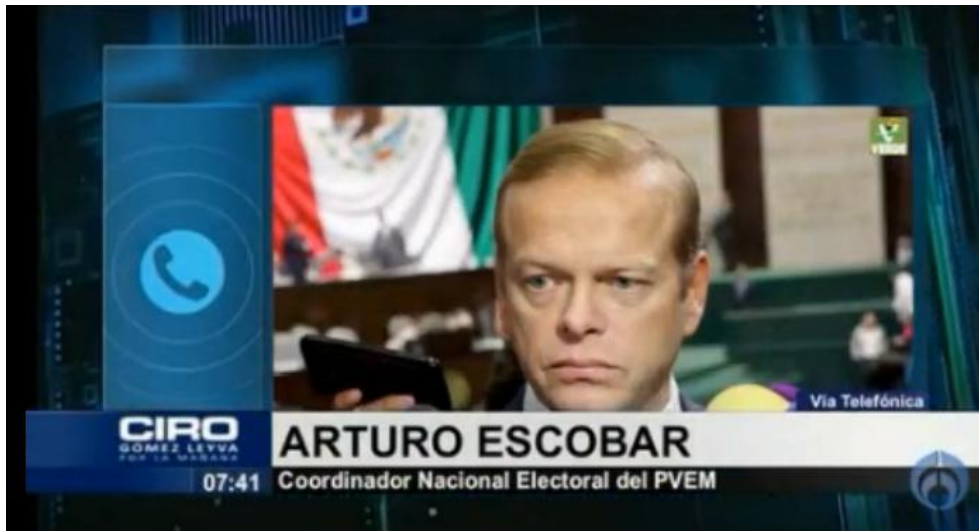 VERDE
Vía Telefónica
CIRO
GÓMEZ LEYVA
POR LA MAÑANA
ARTURO ESCOBAR
07:41
Coordinador Nacional Electoral del PVEM